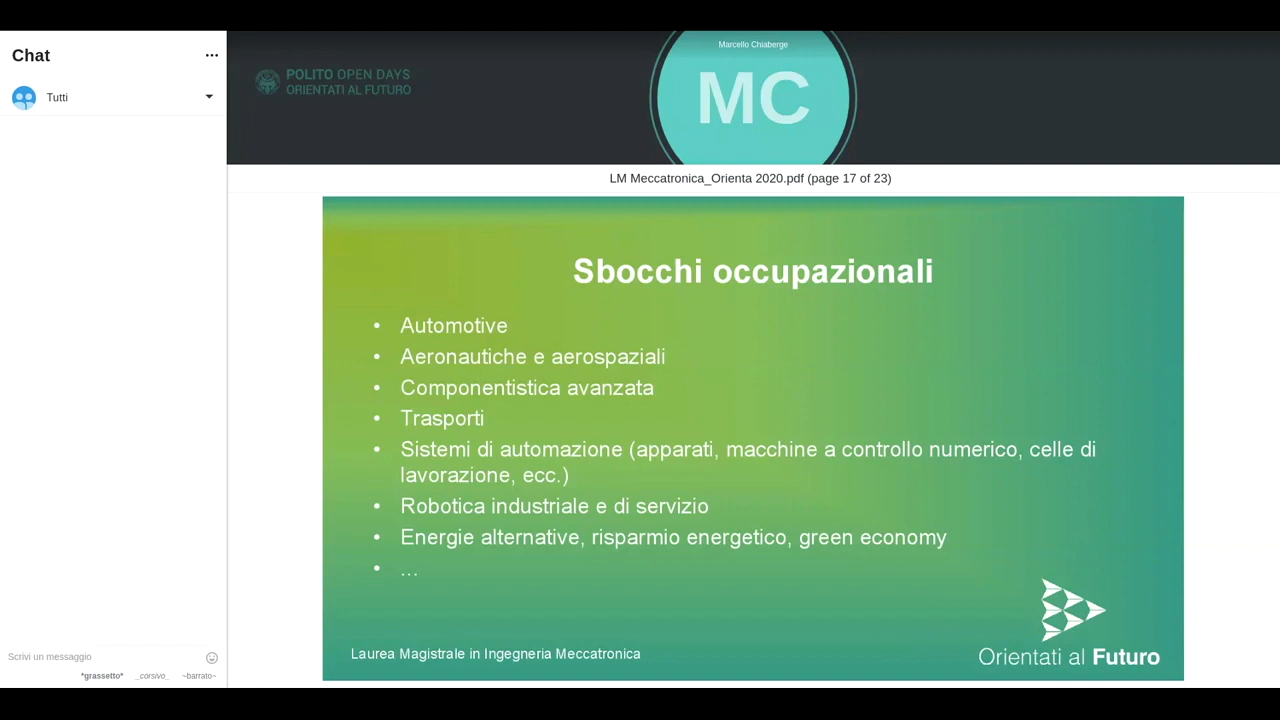 Chat
Tutti
Scrivi un messaggio
*grassetto* _corsivo_ ~barrato~
POLITO OPEN DAYS
ORIENTATI AL FUTURO
Marcello Chiaberge
MC
LM Meccatronica_Orienta 2020.pdf (page 17 of 23)
Sbocchi occupazionali
• Automotive
• Aeronautiche e aerospaziali
• Componentistica avanzata
• Trasporti
• Sistemi di automazione (apparati, macchine a controllo numerico, celle di
lavorazione, ecc.)
• Robotica industriale e di servizio
• Energie alternative, risparmio energetico, green economy
• ...
Laurea Magistrale in Ingegneria Meccatronica
Orientati al Futuro